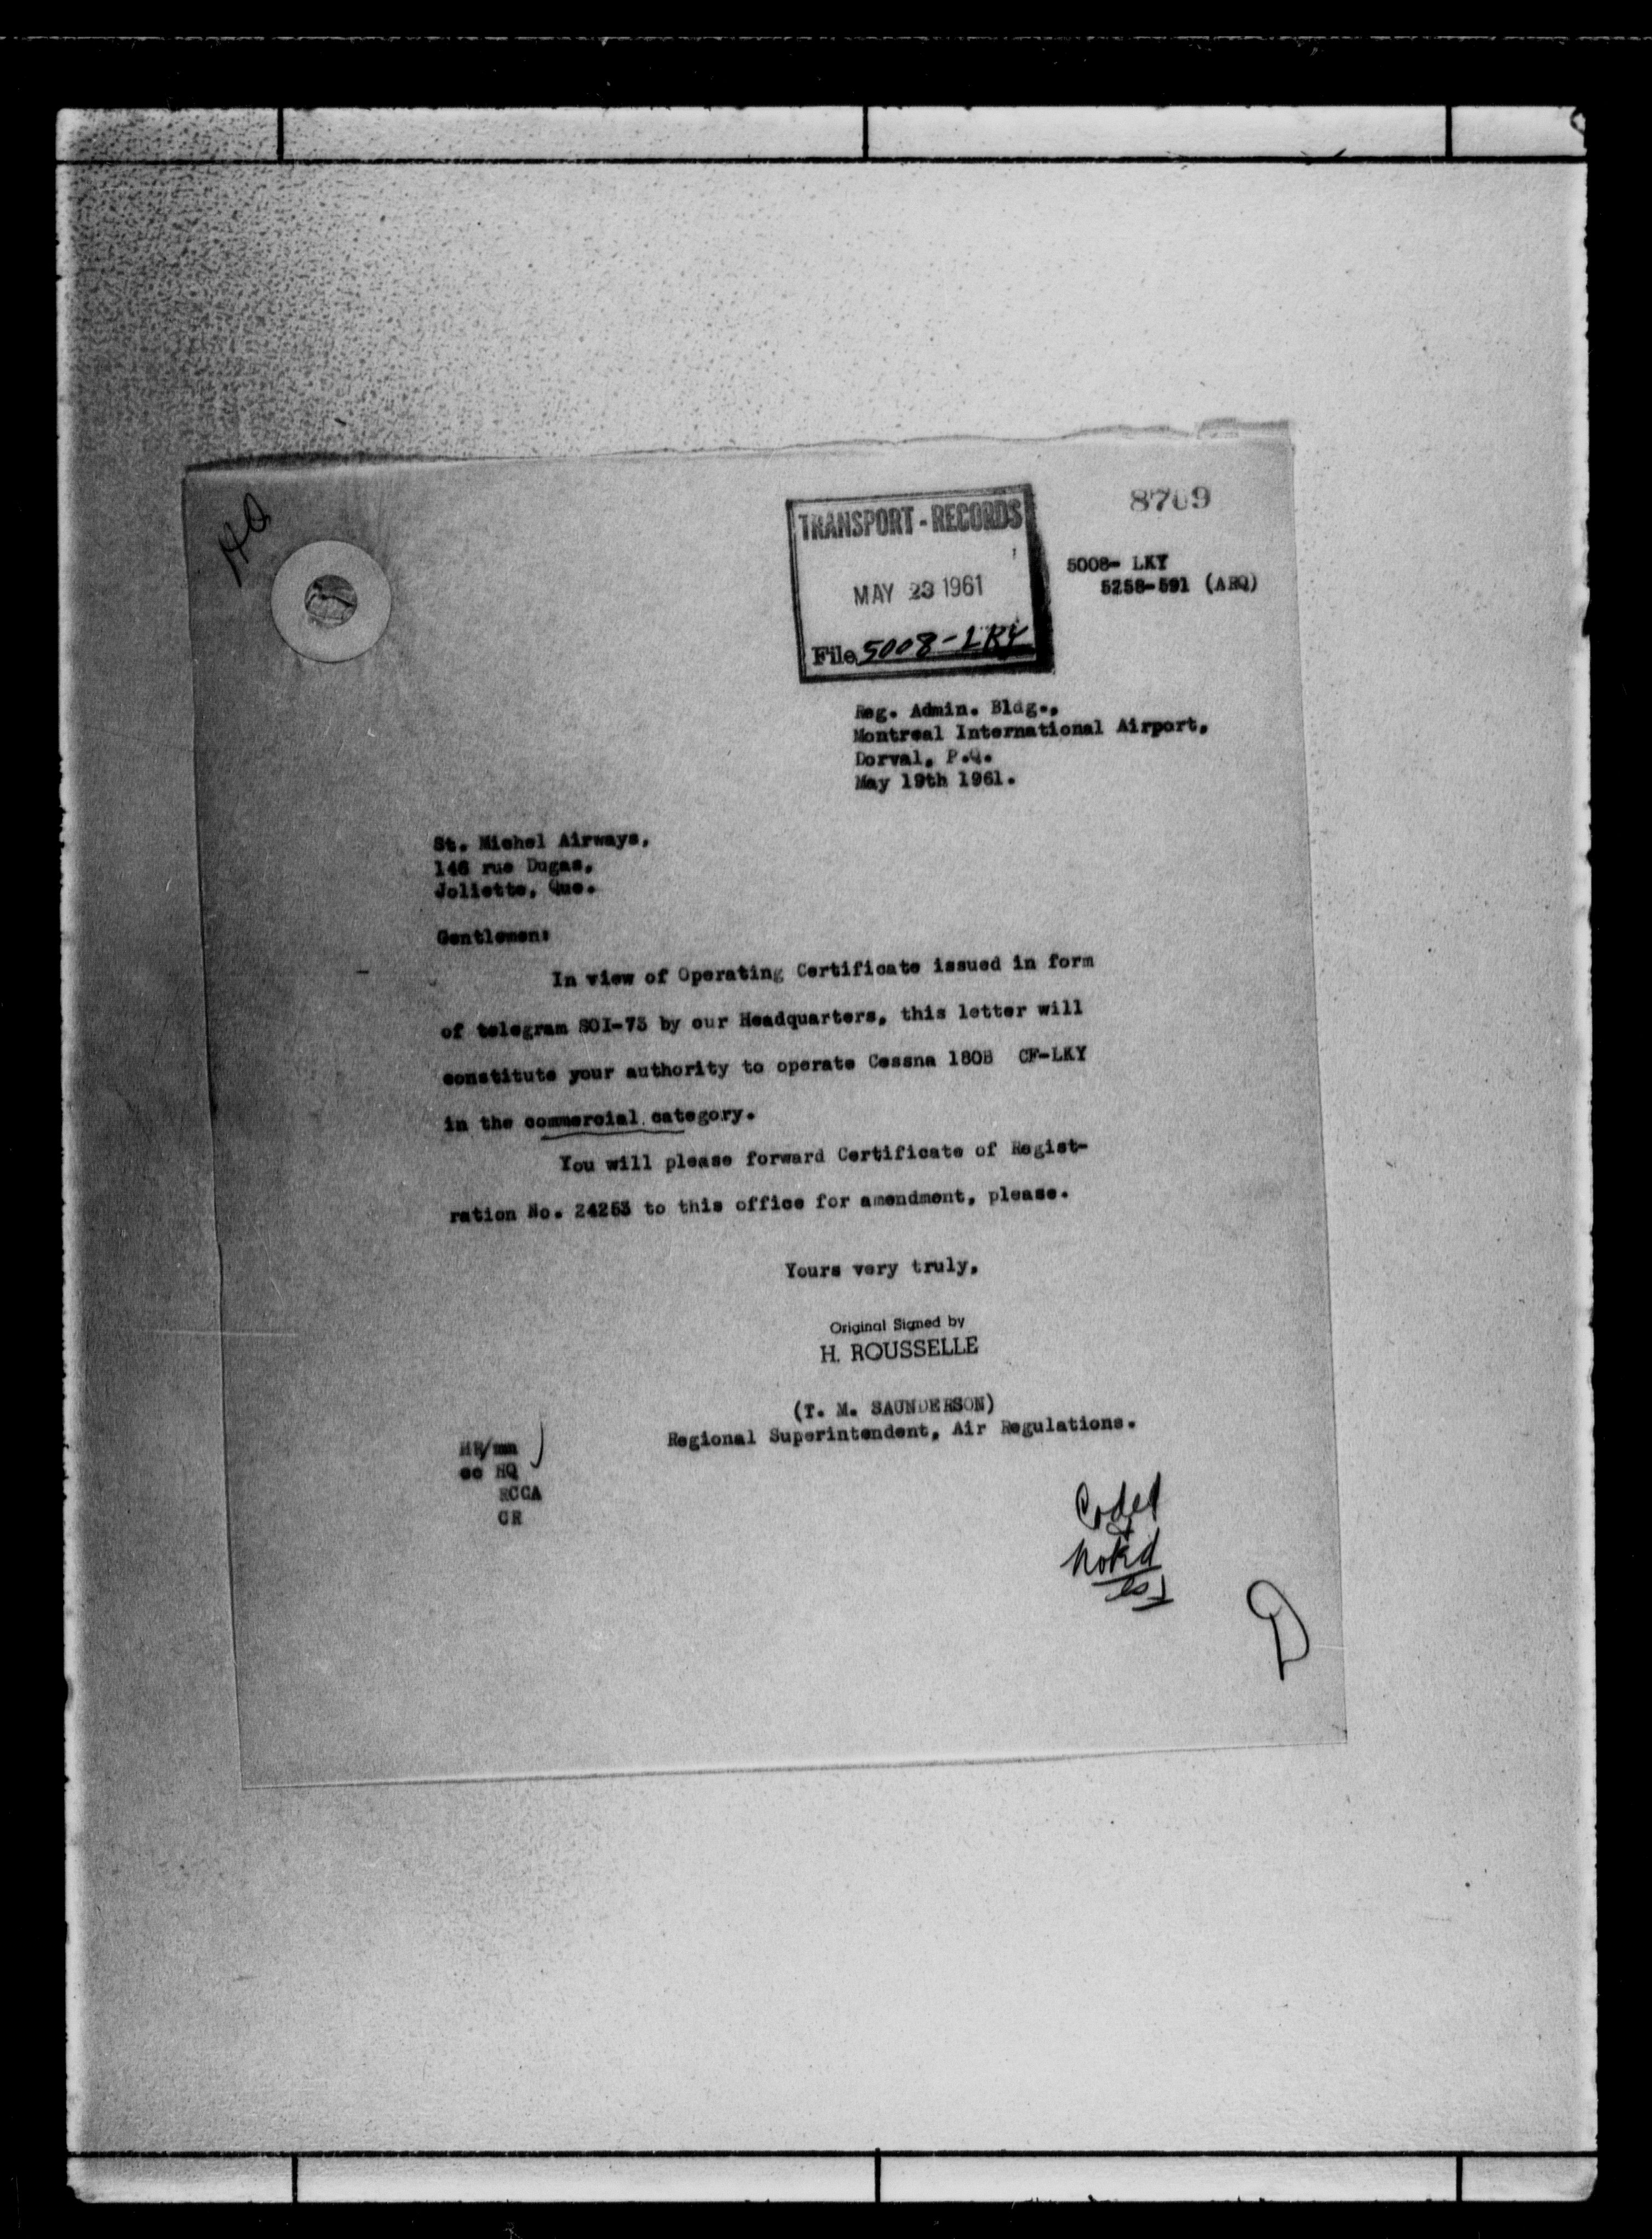 HQ
8709
TRANSPORT - RECORDS
MAY 23 1961
File 5008-LKY
5008- LKY
5258-591 (ARQ)
Reg. Admin. Bldg.,
Montreal International Airport,
Dorval, P.Q.
May 19th 1961.
St. Michel Airways,
146 rue Dugas,
Joliette, Que.
Gentlemen:
In view of Operating Certificate issued in form
of telegram SOI-73 by our Headquarters, this letter will
constitute your authority to operate Cessna 180B CF-LKY
in the commercial category.
You will please forward Certificate of Regist-
ration No. 24253 to this office for amendment, please.
Yours very truly,
Original Signed by
H. ROUSSELLE
(T. M. SAUNDERSON)
Regional Superintendent, Air Regulations.
HR/mm
cc HQ
RCCA
CR
Coded
&
Noted
D